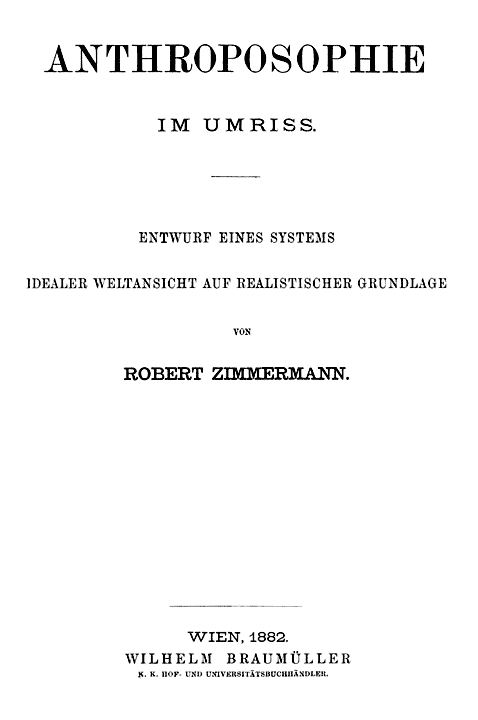 ANTHROPOSOPHIE
IM UMRISS.
ENTWURF EINES SYSTEMS
IDEALER WELTANSICHT AUF REALISTISCHER GRUNDLAGE
VON
ROBERT ZIMMERMANN.
WIEN, 1882.
WILHELM BRAUMÜLLER
K. K. HOF- UND UNIVERSITÄTSBUCHHÄNDLER.